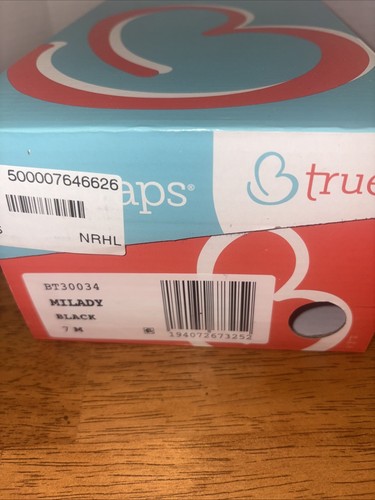 500007646626
NRHL
aps®
true
BT30034
MILADY
BLACK
7 M
194072673252